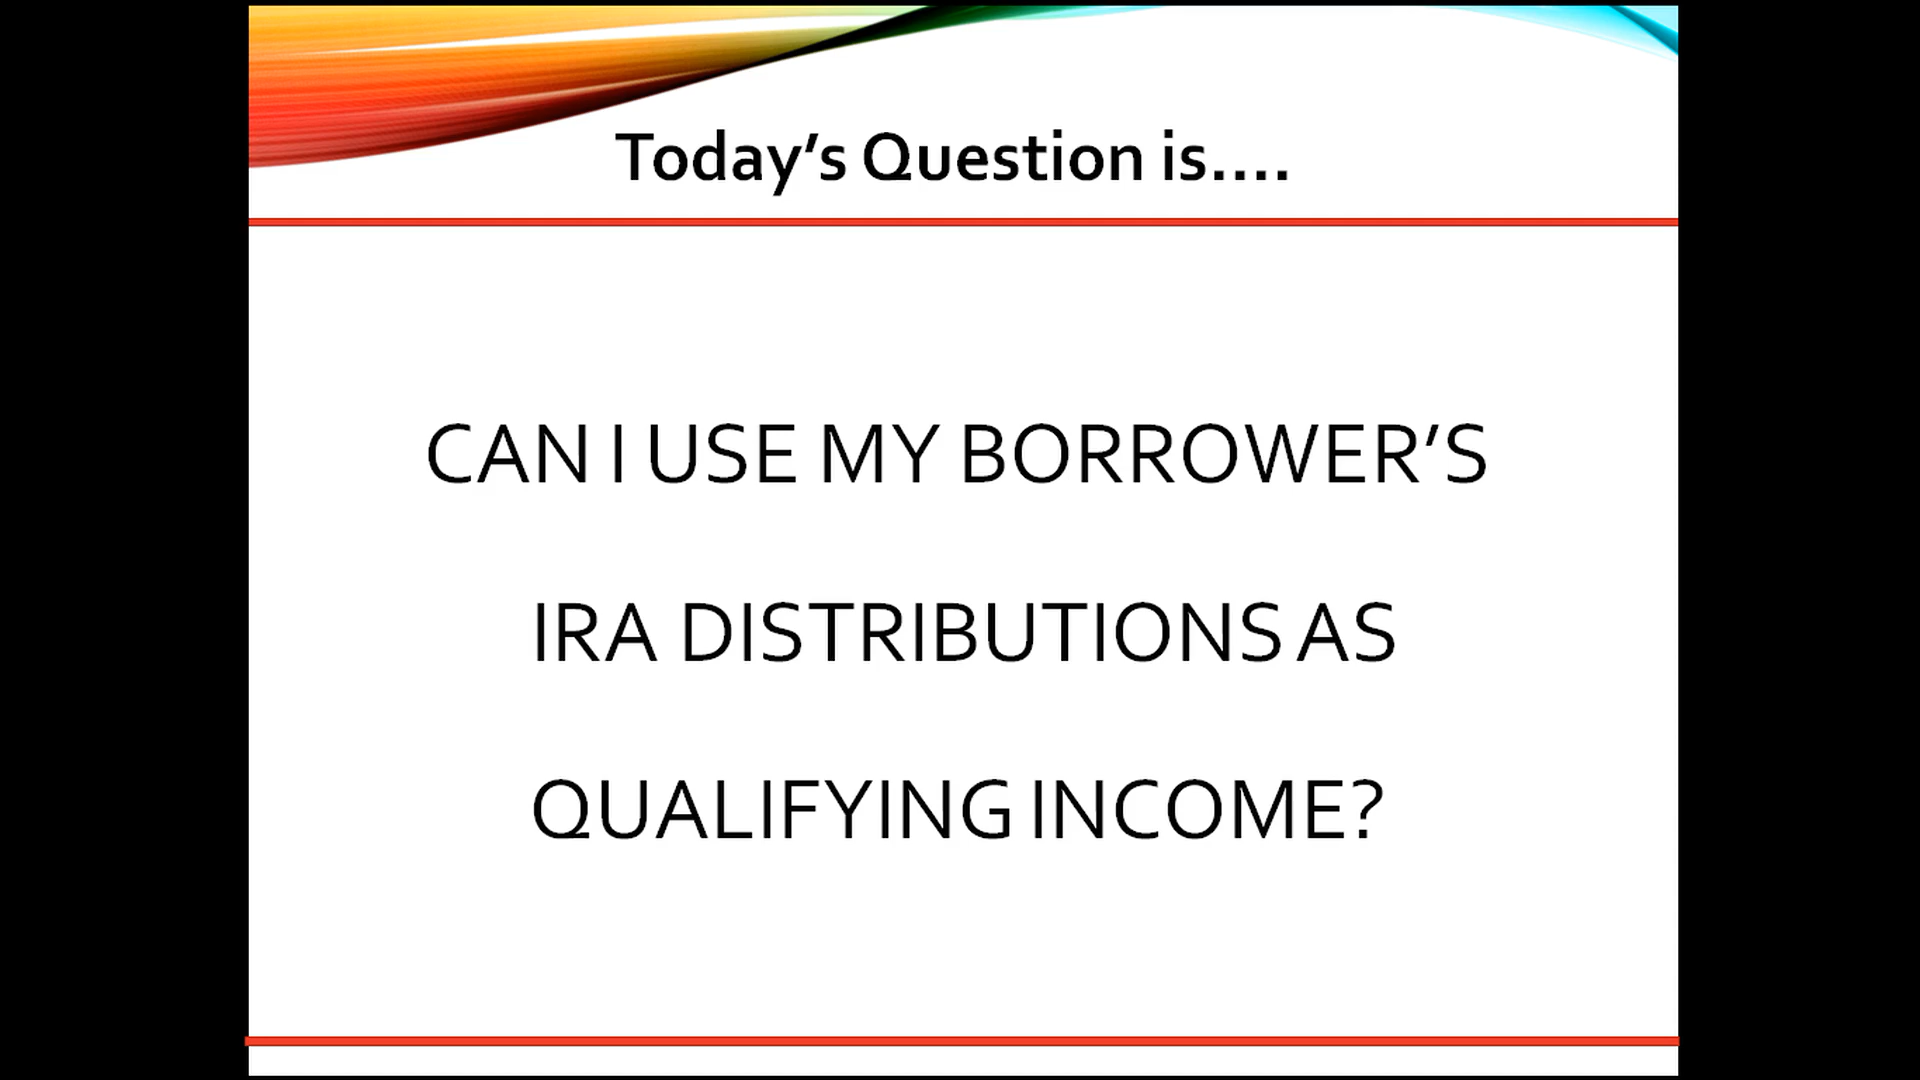 Today’s Question is....
CAN I USE MY BORROWER’S
IRA DISTRIBUTIONS AS
QUALIFYING INCOME?